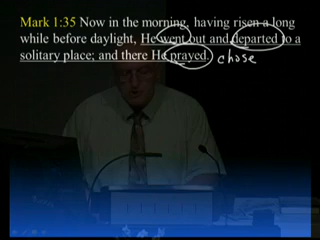 Mark 1:35 Now in the morning, having risen a long
while before daylight, He went out and departed to a
solitary place; and there He prayed. chose